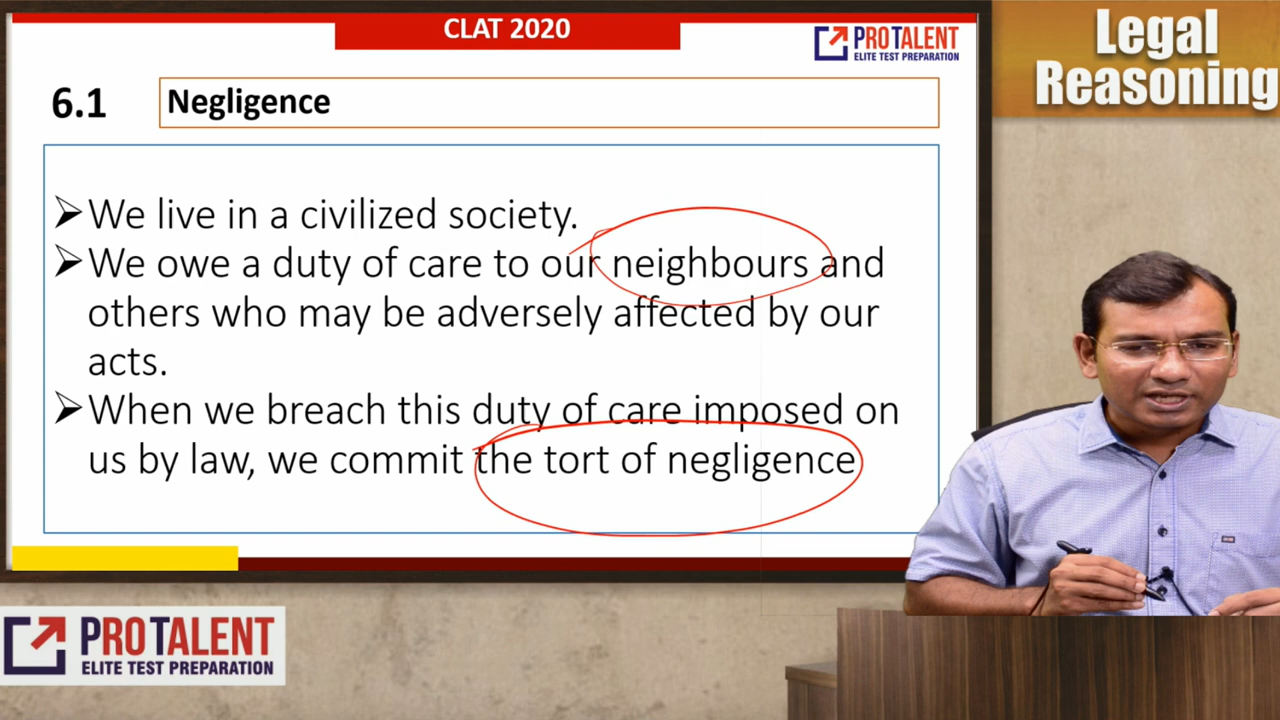 CLAT 2020
PROTALENT
ELITE TEST PREPARATION
Legal
Reasoning
6.1 Negligence
➢We live in a civilized society.
➢We owe a duty of care to our neighbours and
others who may be adversely affected by our
acts.
➢When we breach this duty of care imposed on
us by law, we commit the tort of negligence
PROTALENT
ELITE TEST PREPARATION